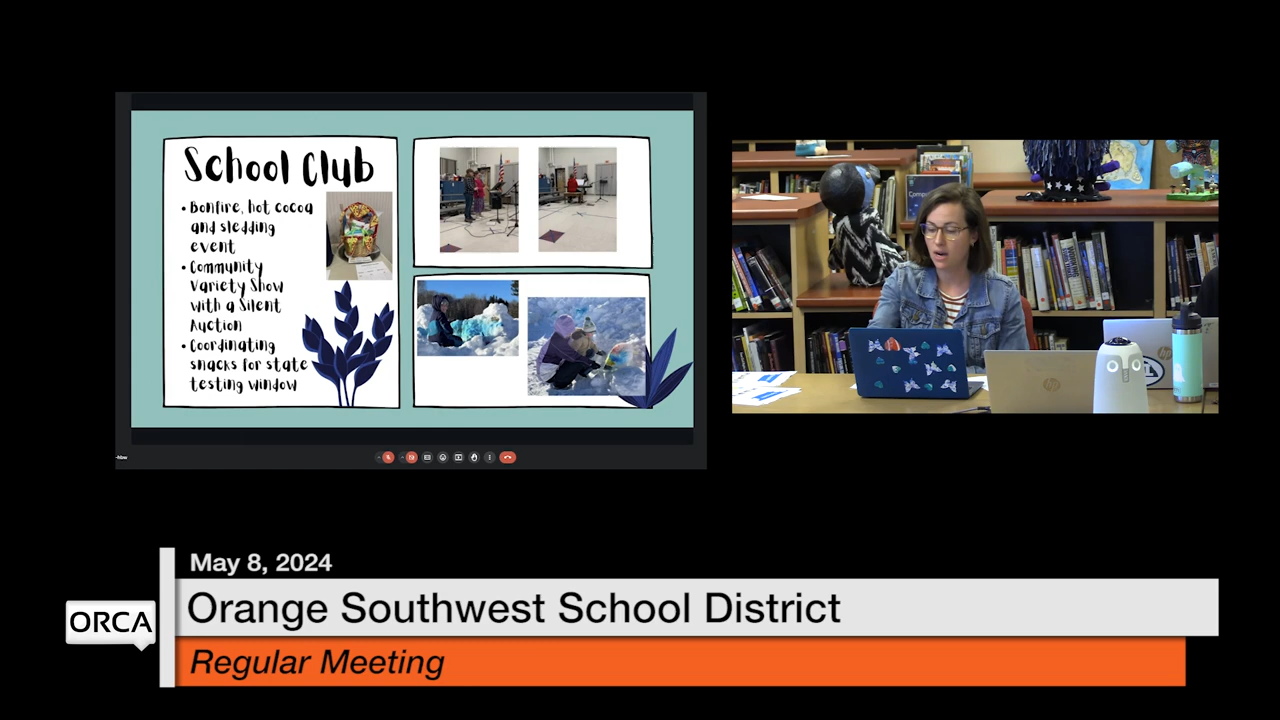 School Club
• Bonfire, hot cocoa
and sledding
event
• Community
Variety Show
with a Silent
Auction
• Coordinating
snacks for state
testing window
May 8, 2024
Orange Southwest School District
ORCA
Regular Meeting